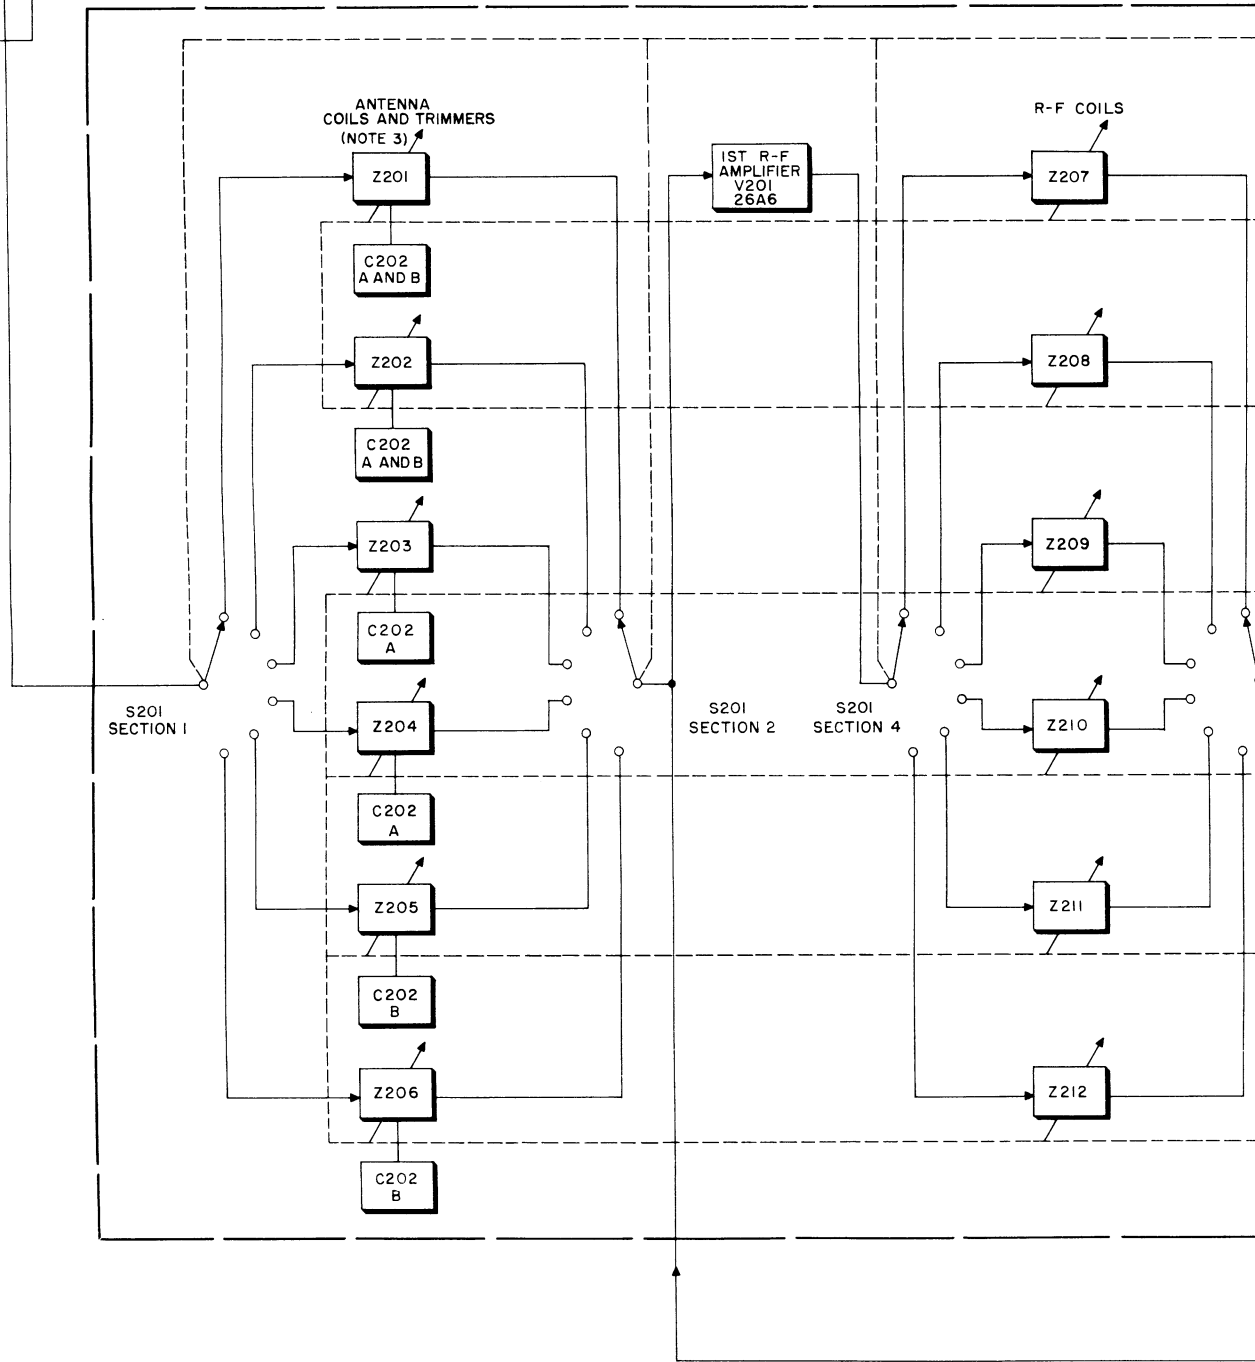 ANTENNA
COILS AND TRIMMERS
(NOTE 3)
Z201
C202
A AND B
Z202
C202
A AND B
Z203
C202
A
Z204
C202
A
Z205
C202
B
Z206
C202
B
S201
SECTION 1
1ST R-F
AMPLIFIER
V201
26A6
S201
SECTION 2
S201
SECTION 4
R-F COILS
Z207
Z208
Z209
Z210
Z211
Z212